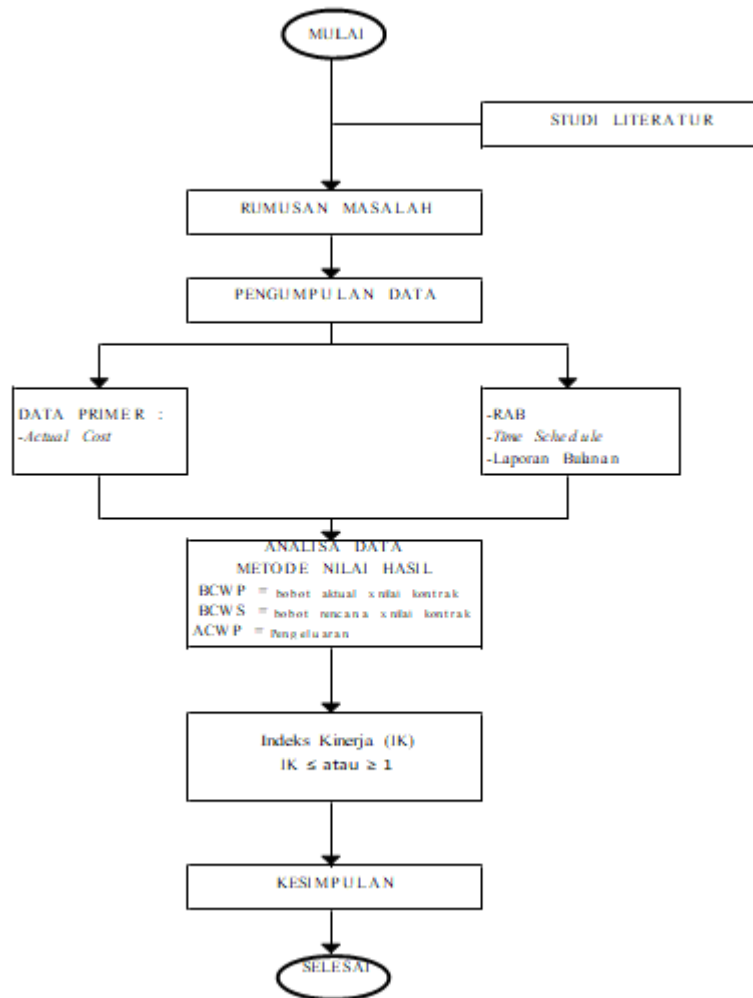 MULAI
STUDI LITERATUR
RUMUSAN MASALAH
PENGUMPULAN DATA
DATA PRIMER :
-Actual Cost
-RAB
-Time Schedule
-Laporan Bulanan
ANALISA DATA
METODE NILAI HASIL
BCWP = bobot aktual x nilai kontrak
BCWS = bobot rencana x nilai kontrak
ACWP = Pengeluaran
Indeks Kinerja (IK)
IK ≤ atau ≥ 1
KESIMPULAN
SELESAI